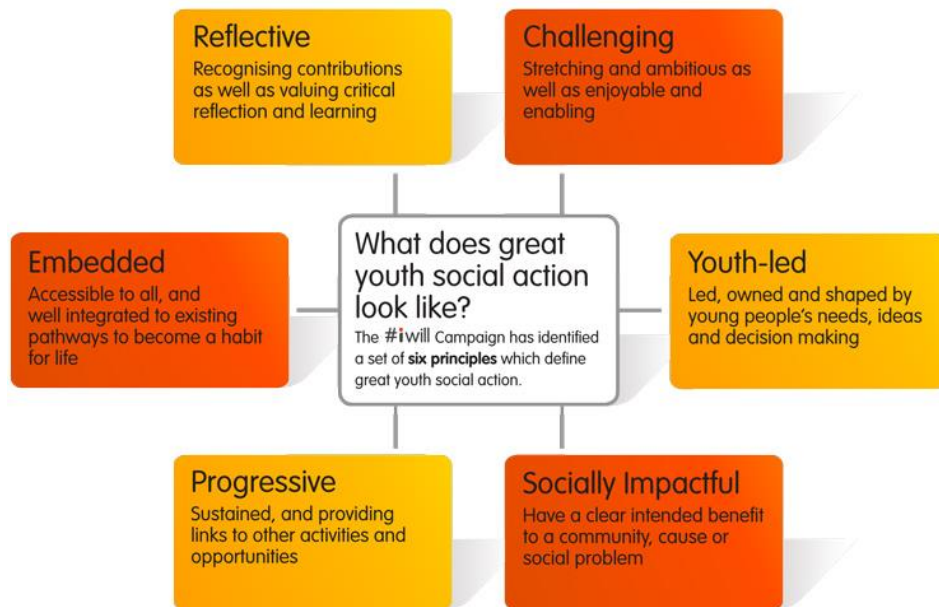 Reflective
Recognising contributions
as well as valuing critical
reflection and learning
Challenging
Stretching and ambitious as
well as enjoyable and
enabling
Embedded
Accessible to all, and
well integrated to existing
pathways to become a habit
for life
What does great
youth social action
look like?
The #iwill Campaign has identified
a set of six principles which define
great youth social action.
Youth-led
Led, owned and shaped by
young people's needs, ideas
and decision making
Progressive
Sustained, and providing
links to other activities and
opportunities
Socially Impactful
Have a clear intended benefit
to a community, cause or
social problem